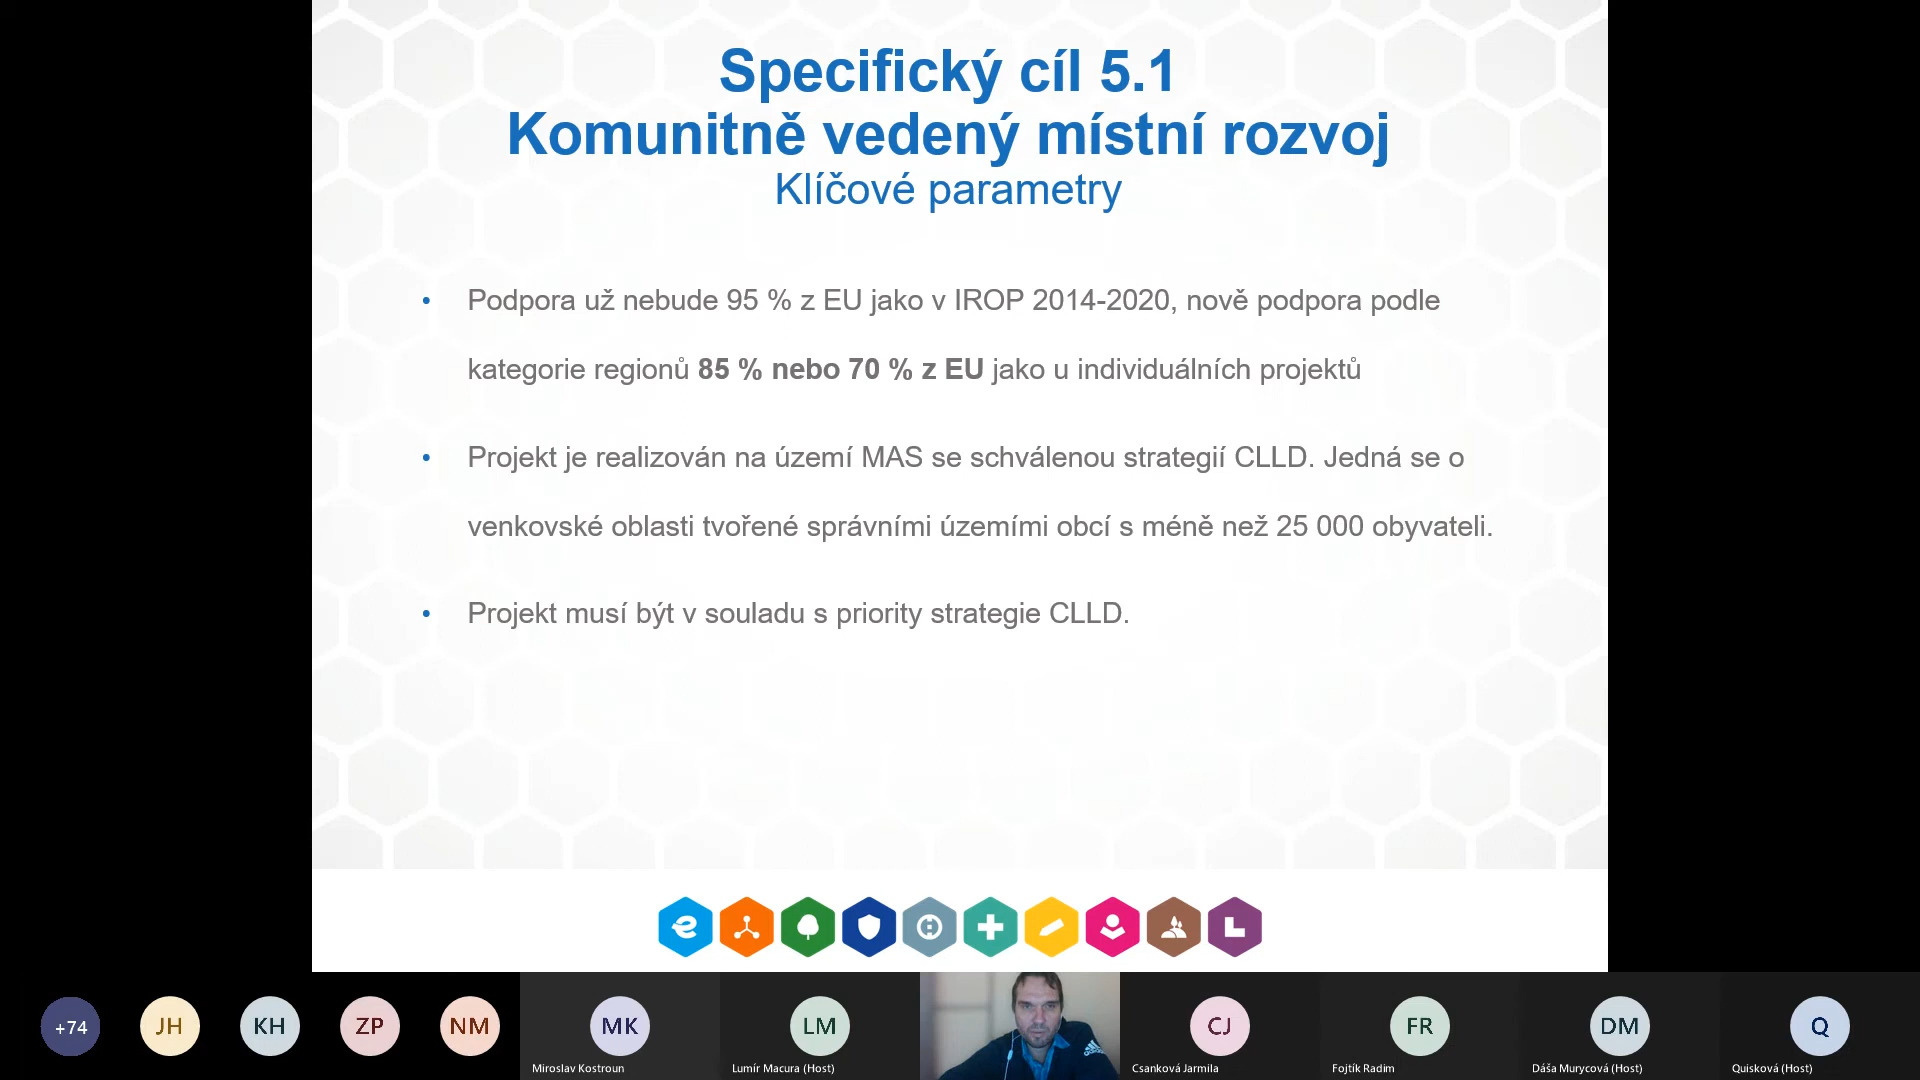 Specifický cíl 5.1
Komunitně vedený místní rozvoj
Klíčové parametry
• Podpora už nebude 95 % z EU jako v IROP 2014-2020, nově podpora podle
kategorie regionů 85 % nebo 70 % z EU jako u individuálních projektů
• Projekt je realizován na území MAS se schválenou strategií CLLD. Jedná se o
venkovské oblasti tvořené správními územími obcí s méně než 25 000 obyvateli.
• Projekt musí být v souladu s priority strategie CLLD.
+74
JH
KH
ZP
NM
MK
LM
CJ
FR
DM
Q
adidas
Miroslav Kostroun
Lumír Macura (Host)
Csanková Jarmila
Fojtík Radim
Dáša Murycová (Host)
Quisková (Host)